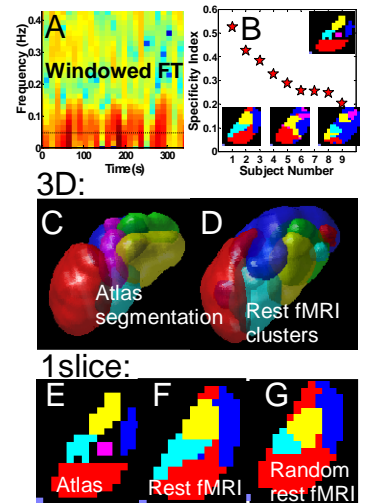 A
B
Frequency (Hz)
0.4
0.3
0.2
0.1
0
Windowed FT
0 100 200 300
Time(s)
Specificity Index
0.6
0.5
0.4
0.3
0.2
0.1
0
1 2 3 4 5 6 7 8 9
Subject Number
3D:
C
D
Atlas
segmentation
Rest fMRI
clusters
1slice:
E
F
G
Atlas
Rest fMRI
Random
rest fMRI